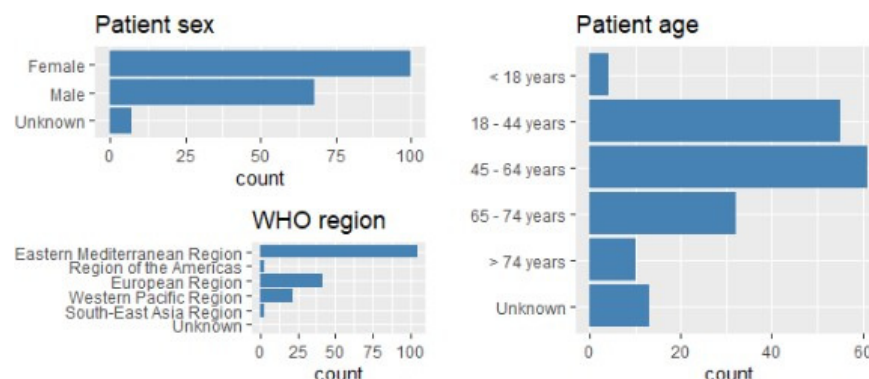 Patient sex
Female
Male
Unknown
0 25 50 75 100
count
WHO region
Eastern Mediterranean Region
Region of the Americas
European Region
Western Pacific Region
South-East Asia Region
Unknown
0 25 50 75 100
count
Patient age
< 18 years
18 - 44 years
45 - 64 years
65 - 74 years
> 74 years
Unknown
0 20 40 60
count